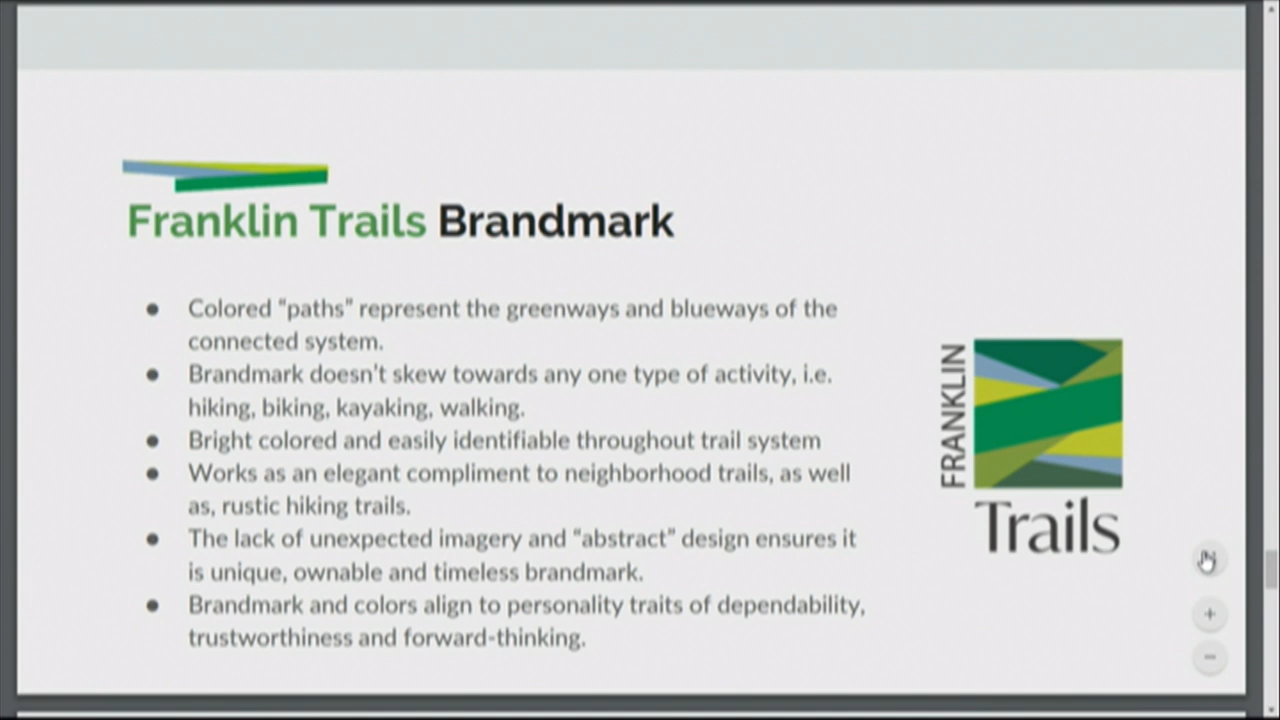 Franklin Trails Brandmark
● Colored "paths" represent the greenways and blueways of the
connected system.
● Brandmark doesn't skew towards any one type of activity, i.e.
hiking, biking, kayaking, walking.
● Bright colored and easily identifiable throughout trail system
● Works as an elegant compliment to neighborhood trails, as well
as, rustic hiking trails.
● The lack of unexpected imagery and "abstract" design ensures it
is unique, ownable and timeless brandmark.
● Brandmark and colors align to personality traits of dependability,
trustworthiness and forward-thinking.
FRANKLIN
Trails
+
−